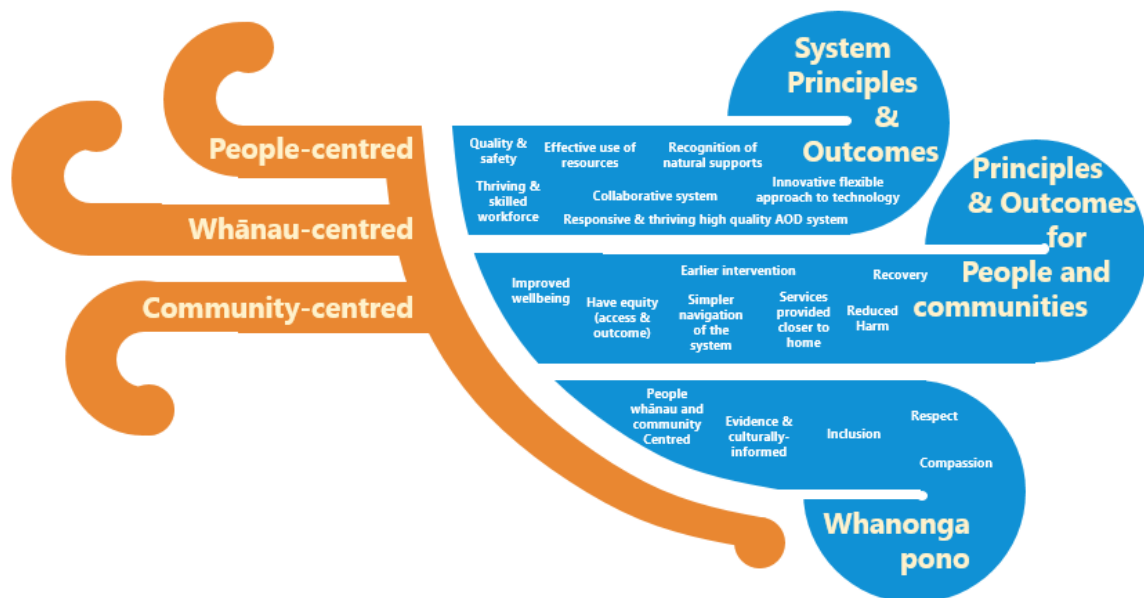 People-centred
Whānau-centred
Community-centred
System
Principles
&
Outcomes
Quality &
safety
Effective use of
resources
Recognition of
natural supports
Thriving &
skilled
workforce
Collaborative system
Innovative flexible
approach to technology
Responsive & thriving high quality AOD system
Principles
& Outcomes
for
People and
communities
Improved
wellbeing
Earlier intervention
Recovery
Have equity
(access &
outcome)
Simpler
navigation
of the
system
Services
provided
closer to
home
Reduced
Harm
People
whānau and
community
Centred
Evidence &
culturally-
informed
Inclusion
Respect
Compassion
Whanonga
pono